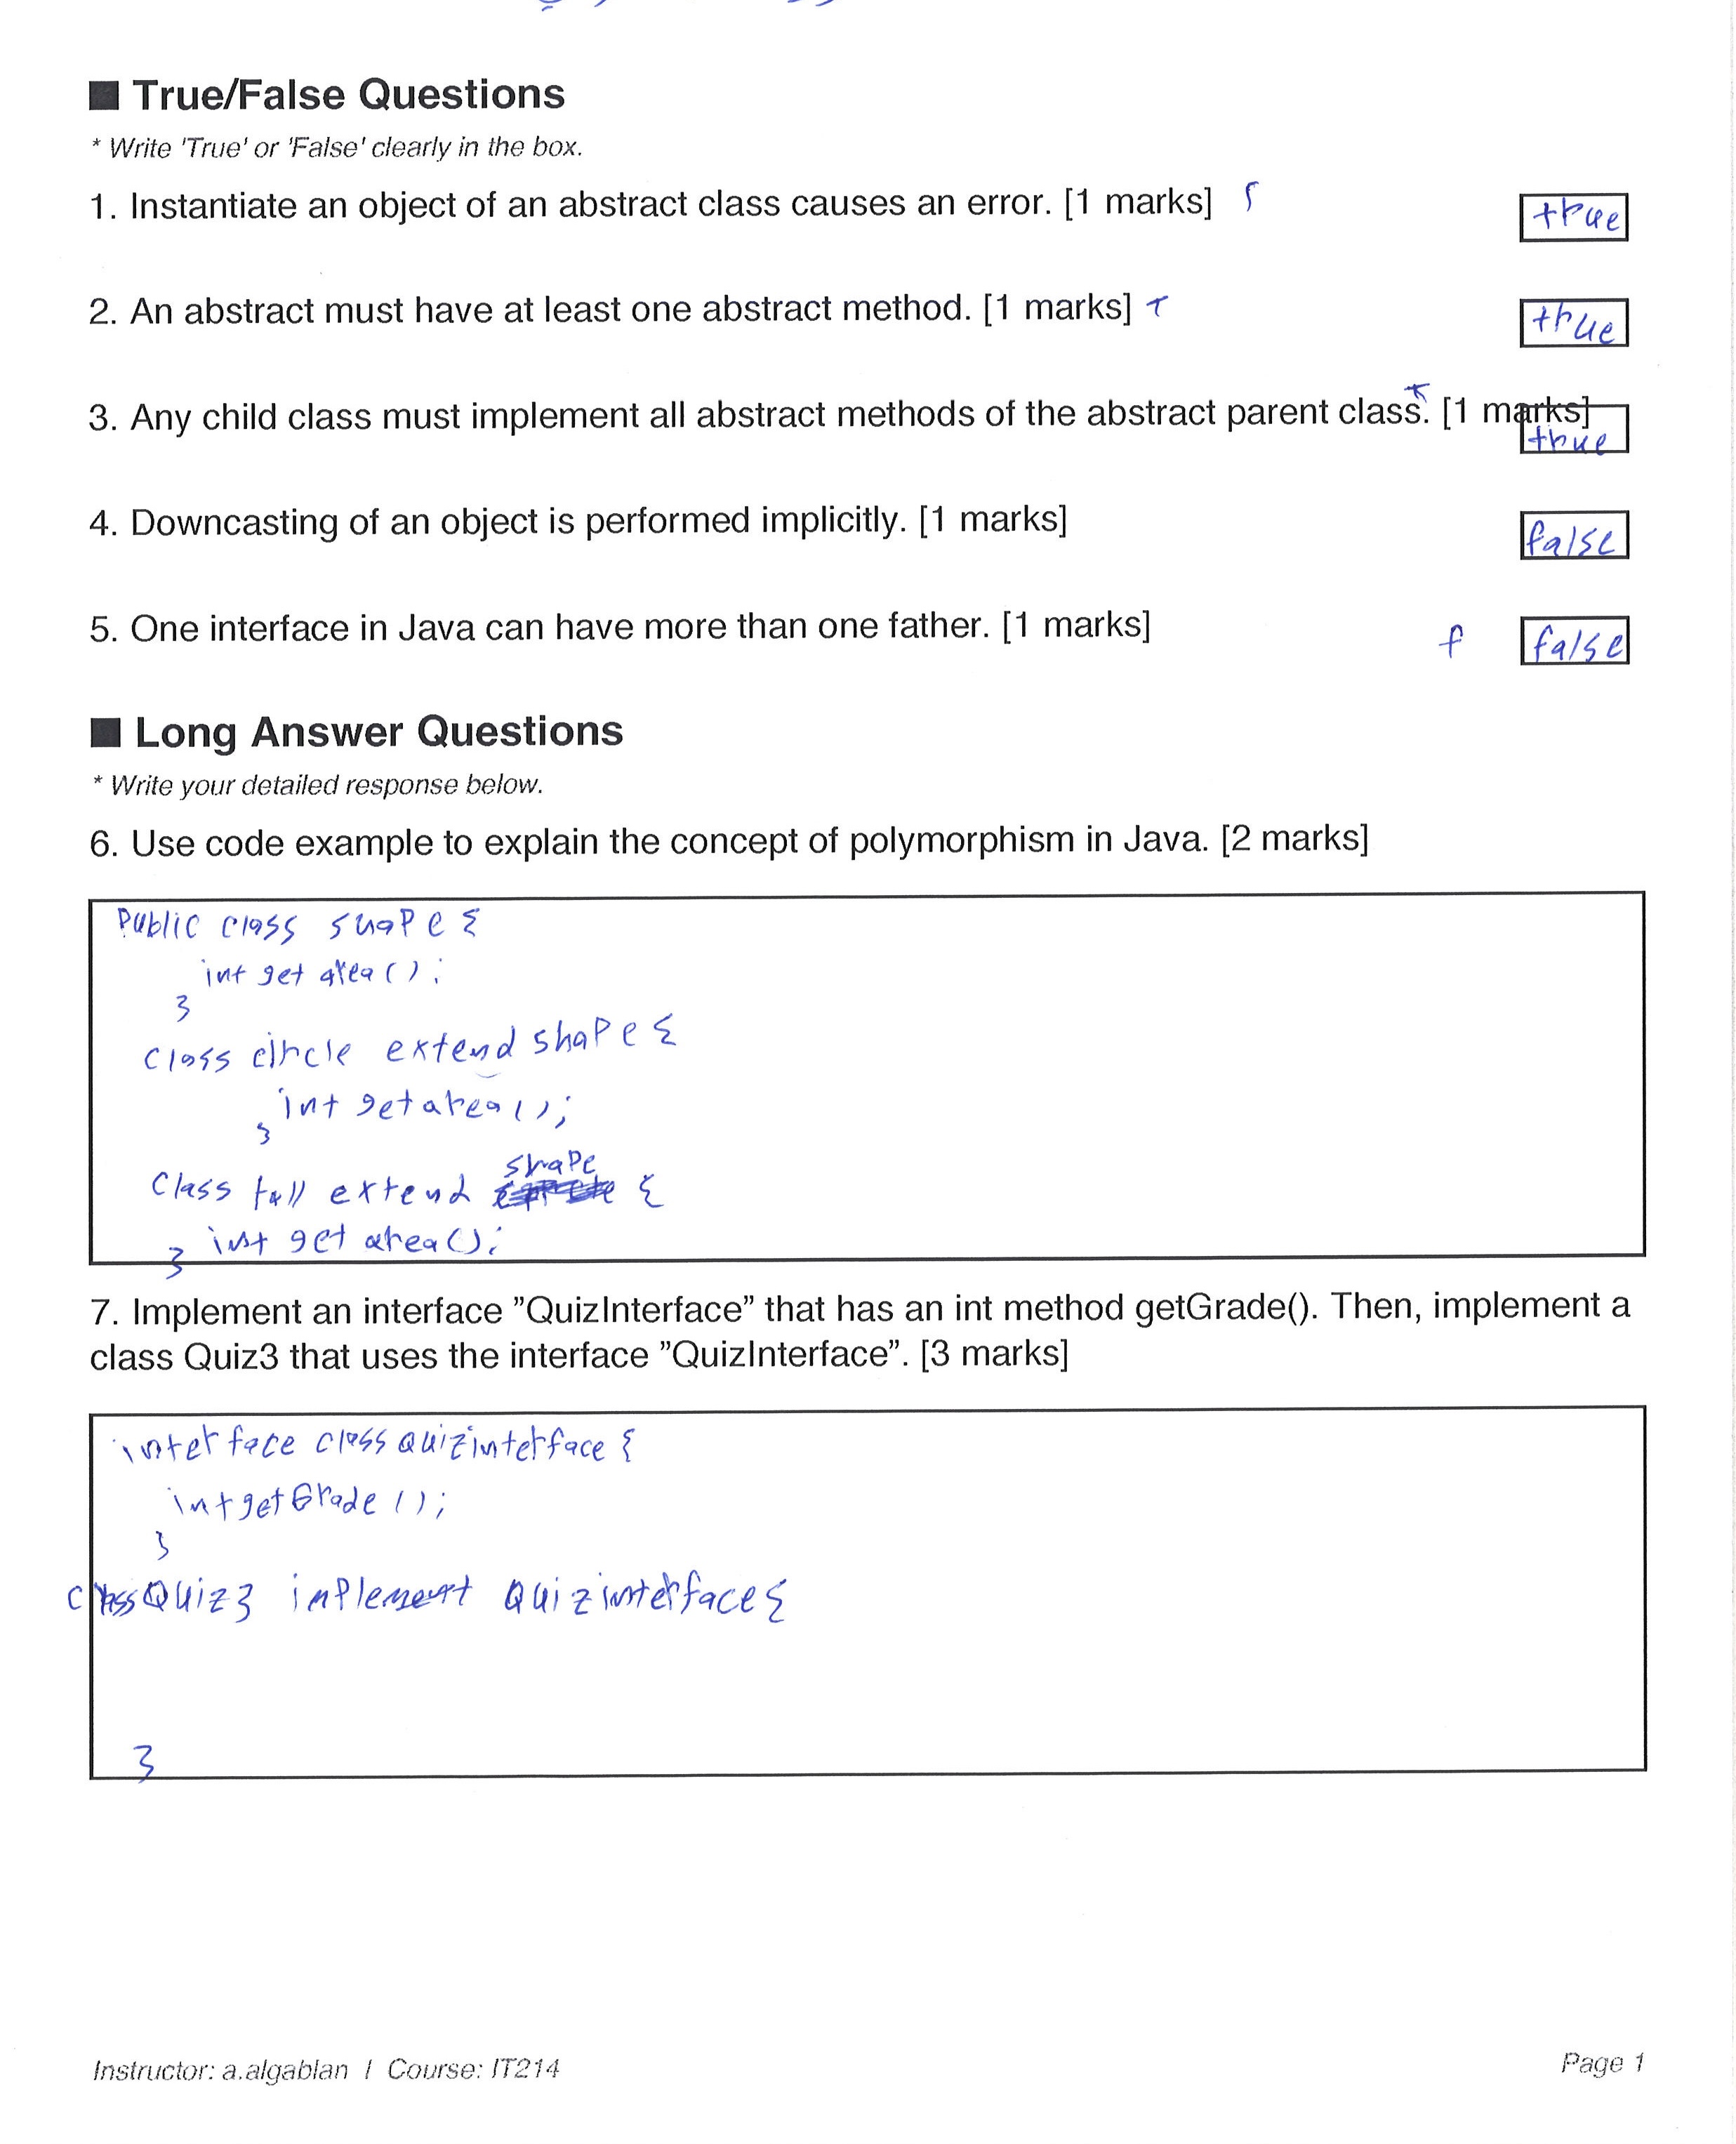 ■ True/False Questions
* Write 'True' or 'False' clearly in the box.
1. Instantiate an object of an abstract class causes an error. [1 marks]
true
2. An abstract must have at least one abstract method. [1 marks] T
true
3. Any child class must implement all abstract methods of the abstract parent class. [1 marks]
true
4. Downcasting of an object is performed implicitly. [1 marks]
false
5. One interface in Java can have more than one father. [1 marks]
f false
■ Long Answer Questions
* Write your detailed response below.
6. Use code example to explain the concept of polymorphism in Java. [2 marks]
Public class shape {
int get area();
}
class circle extend shape {
int getarea();
}
shape
class extend {
int get area();
}
7. Implement an interface ”QuizInterface” that has an int method getGrade(). Then, implement a
class Quiz3 that uses the interface ”QuizInterface”. [3 marks]
interface class quizinterface {
int getGrade();
}
class Quiz3 inplement Quizinterface {
}
Instructor: a.algablan | Course: IT214
Page 1